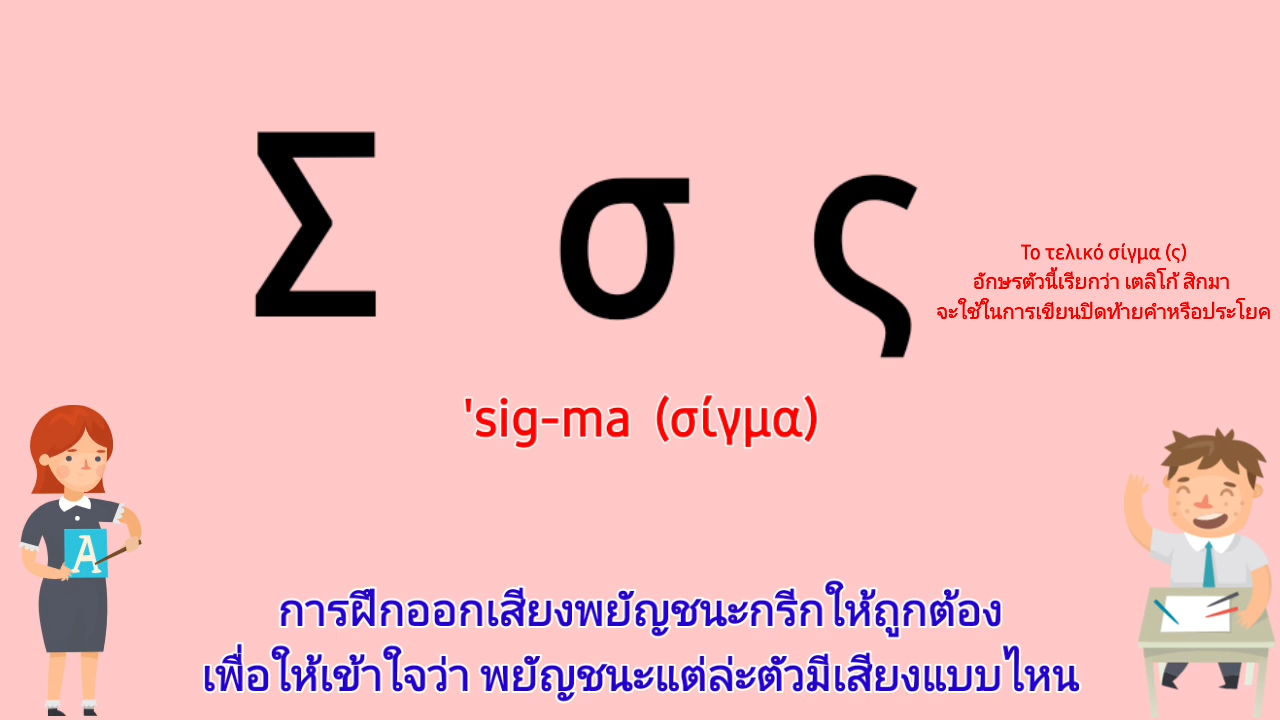 Σ σ ς
Το τελικό σίγμα (ς)
อักษรตัวนี้เรียกว่า เตลิโก้ สิกมา
จะใช้ในการเขียนปิดท้ายคำหรือประโยค
'sig-ma (σίγμα)
A
การฝึกออกเสียงพยัญชนะกรีกให้ถูกต้อง
เพื่อให้เข้าใจว่า พยัญชนะแต่ล่ะตัวมีเสียงแบบไหน